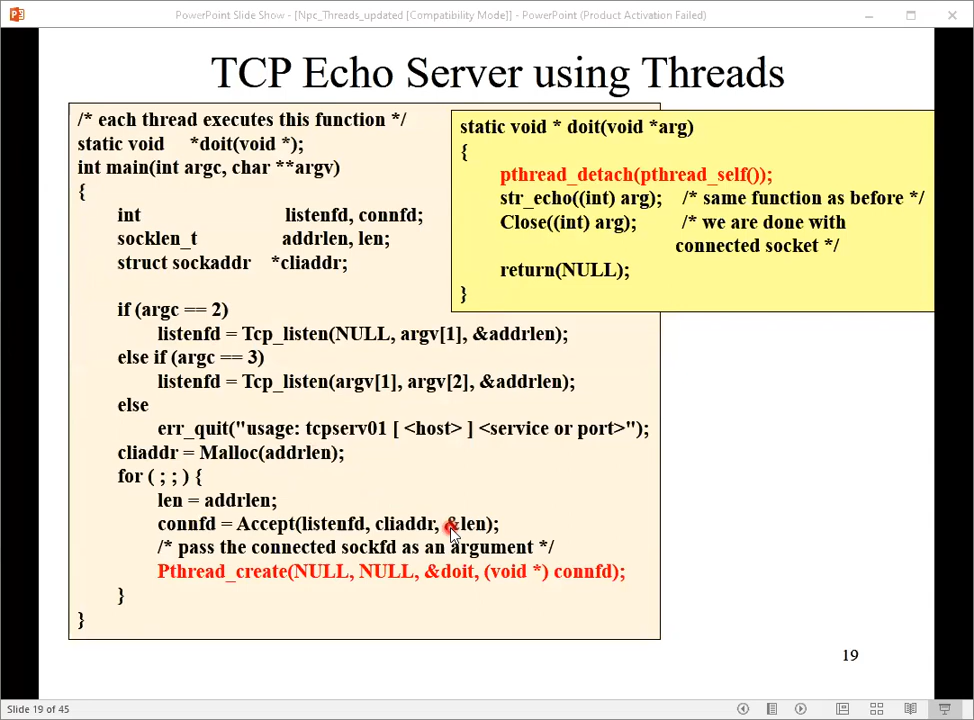 PowerPoint Slide Show - [Npc_Threads_updated [Compatibility Mode]] - PowerPoint (Product Activation Failed)
TCP Echo Server using Threads
/* each thread executes this function */
static void *doit(void *);
int main(int argc, char **argv)
{
int listenfd, connfd;
socklen_t addrlen, len;
struct sockaddr *cliaddr;
if (argc == 2)
listenfd = Tcp_listen(NULL, argv[1], &addrlen);
else if (argc == 3)
listenfd = Tcp_listen(argv[1], argv[2], &addrlen);
else
err_quit("usage: tcpserv01 [ <host> ] <service or port>");
cliaddr = Malloc(addrlen);
for ( ; ; ) {
len = addrlen;
connfd = Accept(listenfd, cliaddr, &len);
/* pass the connected sockfd as an argument */
Pthread_create(NULL, NULL, &doit, (void *) connfd);
}
}
static void * doit(void *arg)
{
pthread_detach(pthread_self());
str_echo((int) arg); /* same function as before */
Close((int) arg); /* we are done with
connected socket */
return(NULL);
}
19
Slide 19 of 45